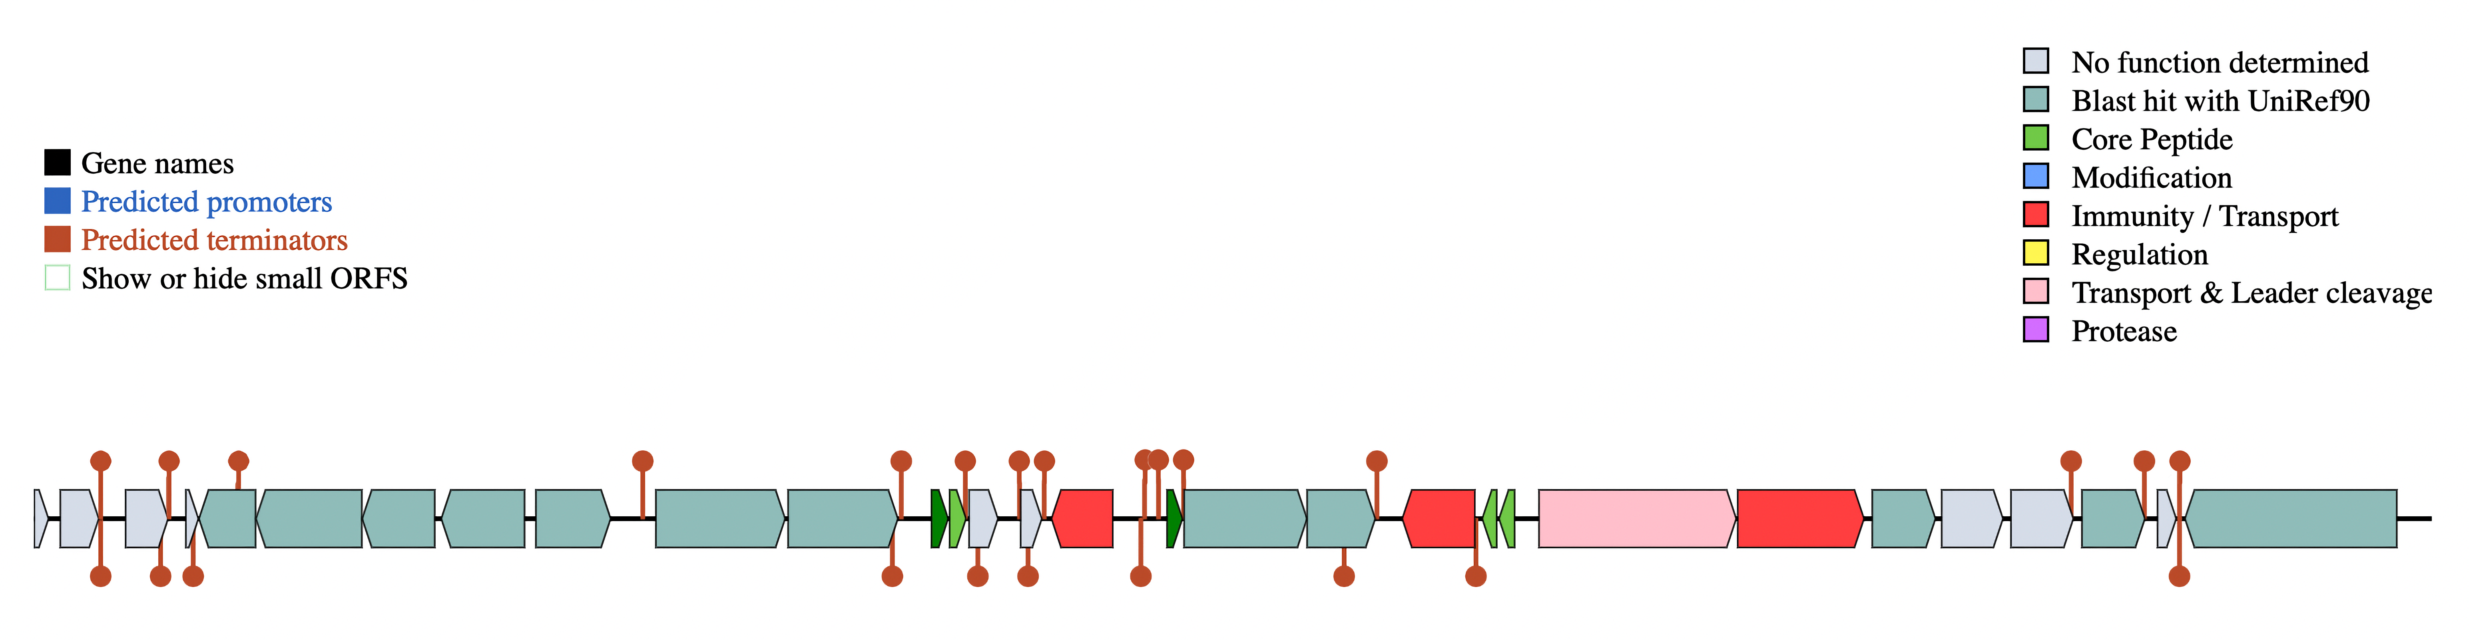 Gene names
Predicted promoters
Predicted terminators
Show or hide small ORFS
No function determined
Blast hit with UniRef90
Core Peptide
Modification
Immunity / Transport
Regulation
Transport & Leader cleavage
Protease